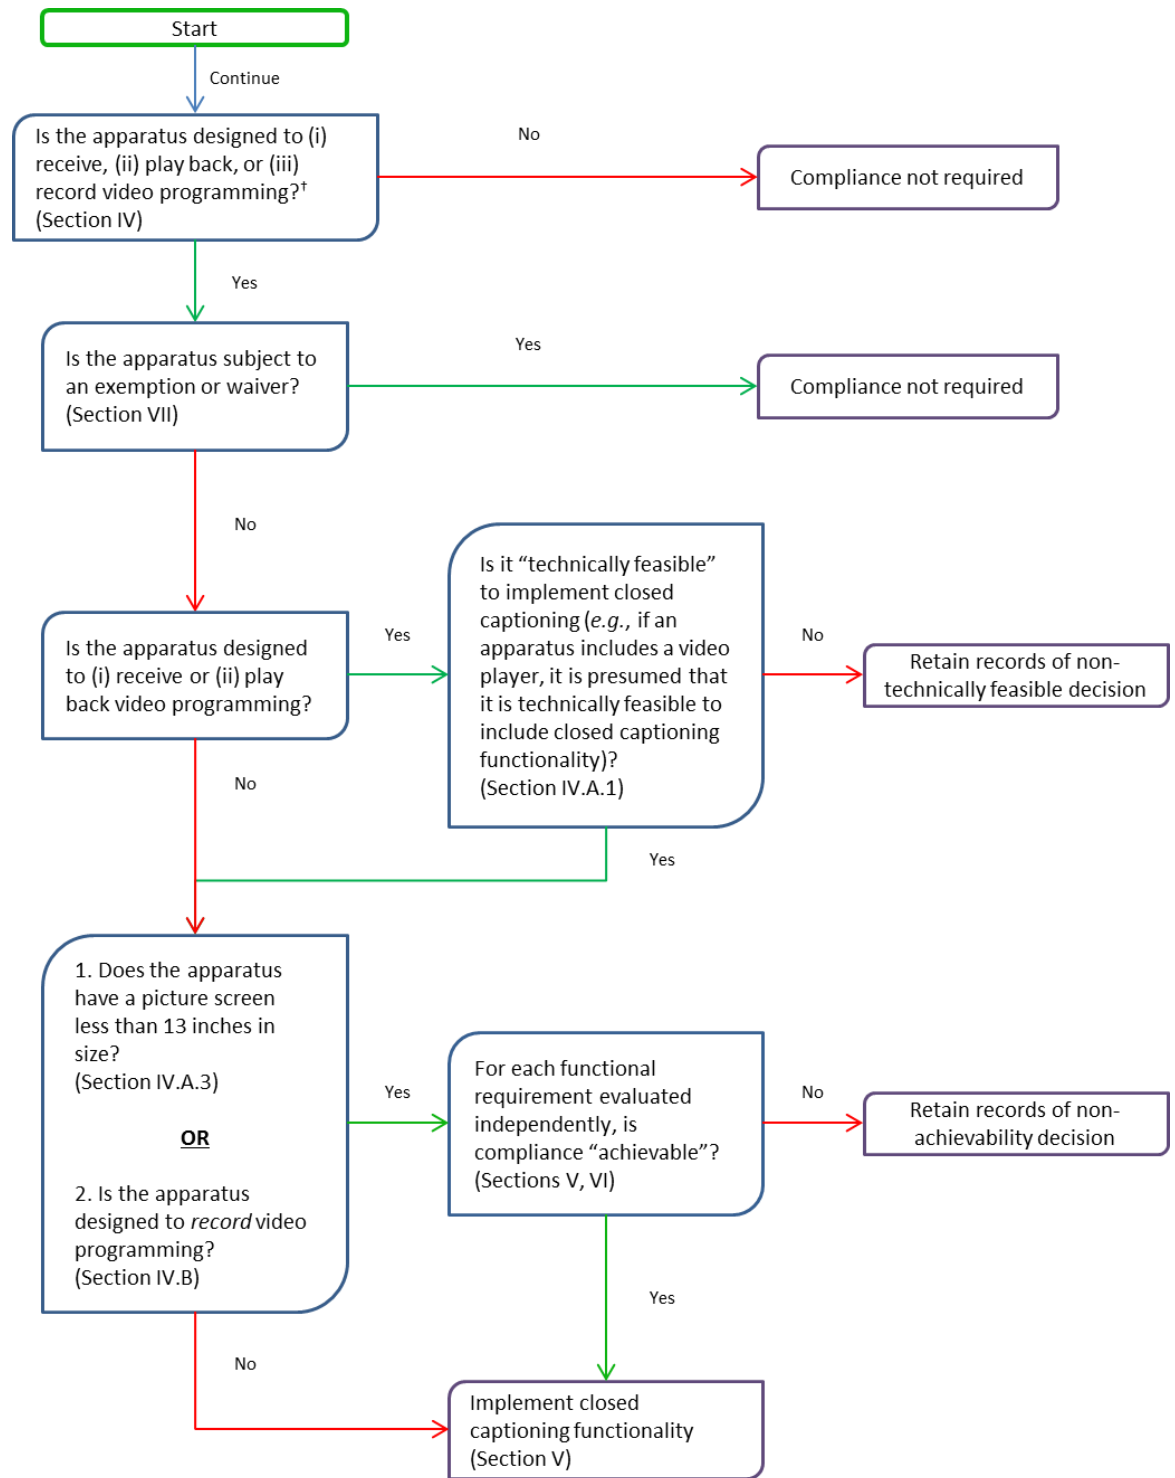 Start
Continue
Is the apparatus designed to (i)
receive, (ii) play back, or (iii)
record video programming?†
(Section IV)
No
Compliance not required
Yes
Is the apparatus subject to
an exemption or waiver?
(Section VII)
Yes
Compliance not required
No
Is the apparatus designed
to (i) receive or (ii) play
back video programming?
Yes
Is it “technically feasible”
to implement closed
captioning (e.g., if an
apparatus includes a video
player, it is presumed that
it is technically feasible to
include closed captioning
functionality)?
(Section IV.A.1)
No
Retain records of non-
technically feasible decision
No
Yes
1. Does the apparatus
have a picture screen
less than 13 inches in
size?
(Section IV.A.3)
OR
2. Is the apparatus
designed to record video
programming?
(Section IV.B)
Yes
For each functional
requirement evaluated
independently, is
compliance “achievable”?
(Sections V, VI)
No
Retain records of non-
achievability decision
Yes
No
Implement closed
captioning functionality
(Section V)